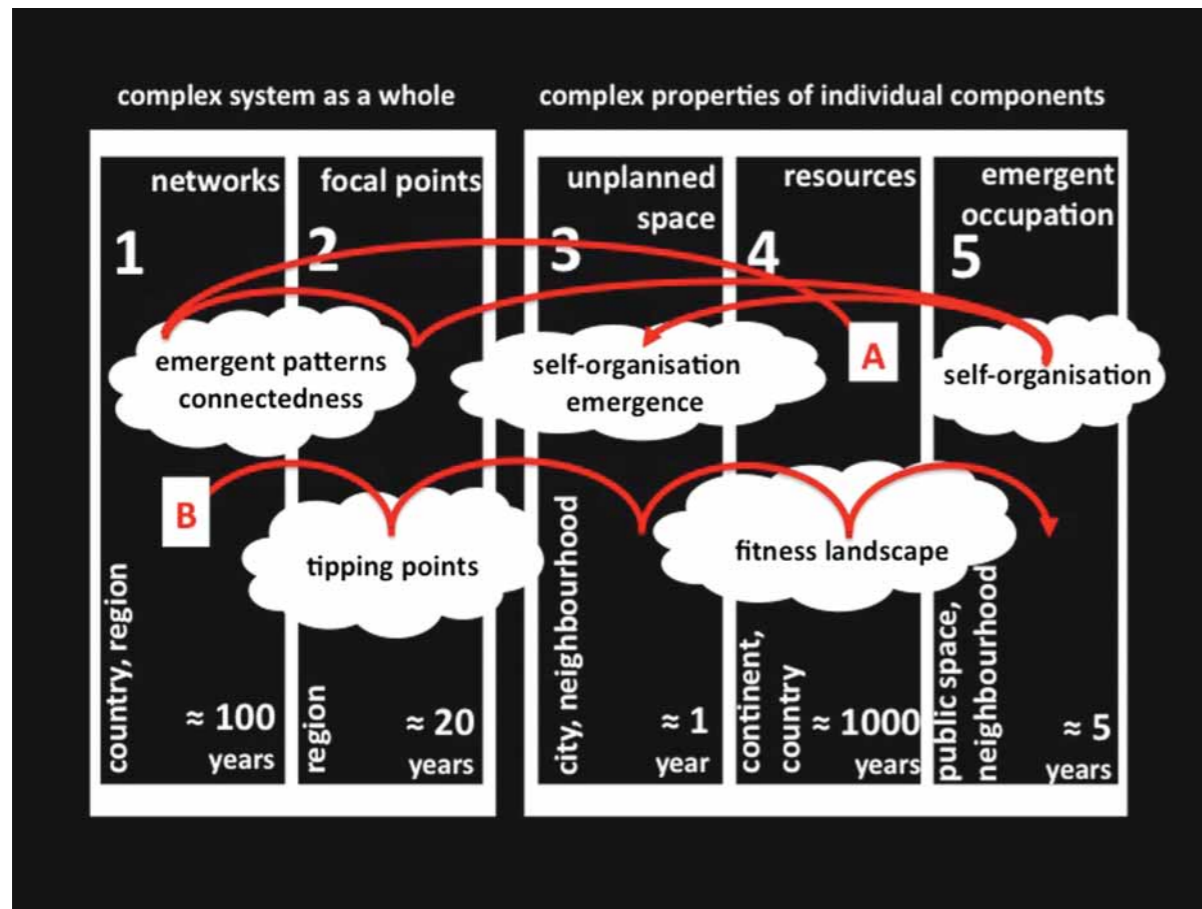 complex system as a whole
complex properties of individual components
networks
1
focal points
2
unplanned
space
3
resources
4
emergent
occupation
5
emergent patterns
connectedness
self-organisation
emergence
A
self-organisation
B
tipping points
fitness landscape
country, region
≈ 100
years
region
≈ 20
years
city, neighbourhood
≈ 1
year
continent,
country
≈ 1000
years
public space,
neighbourhood
≈ 5
years